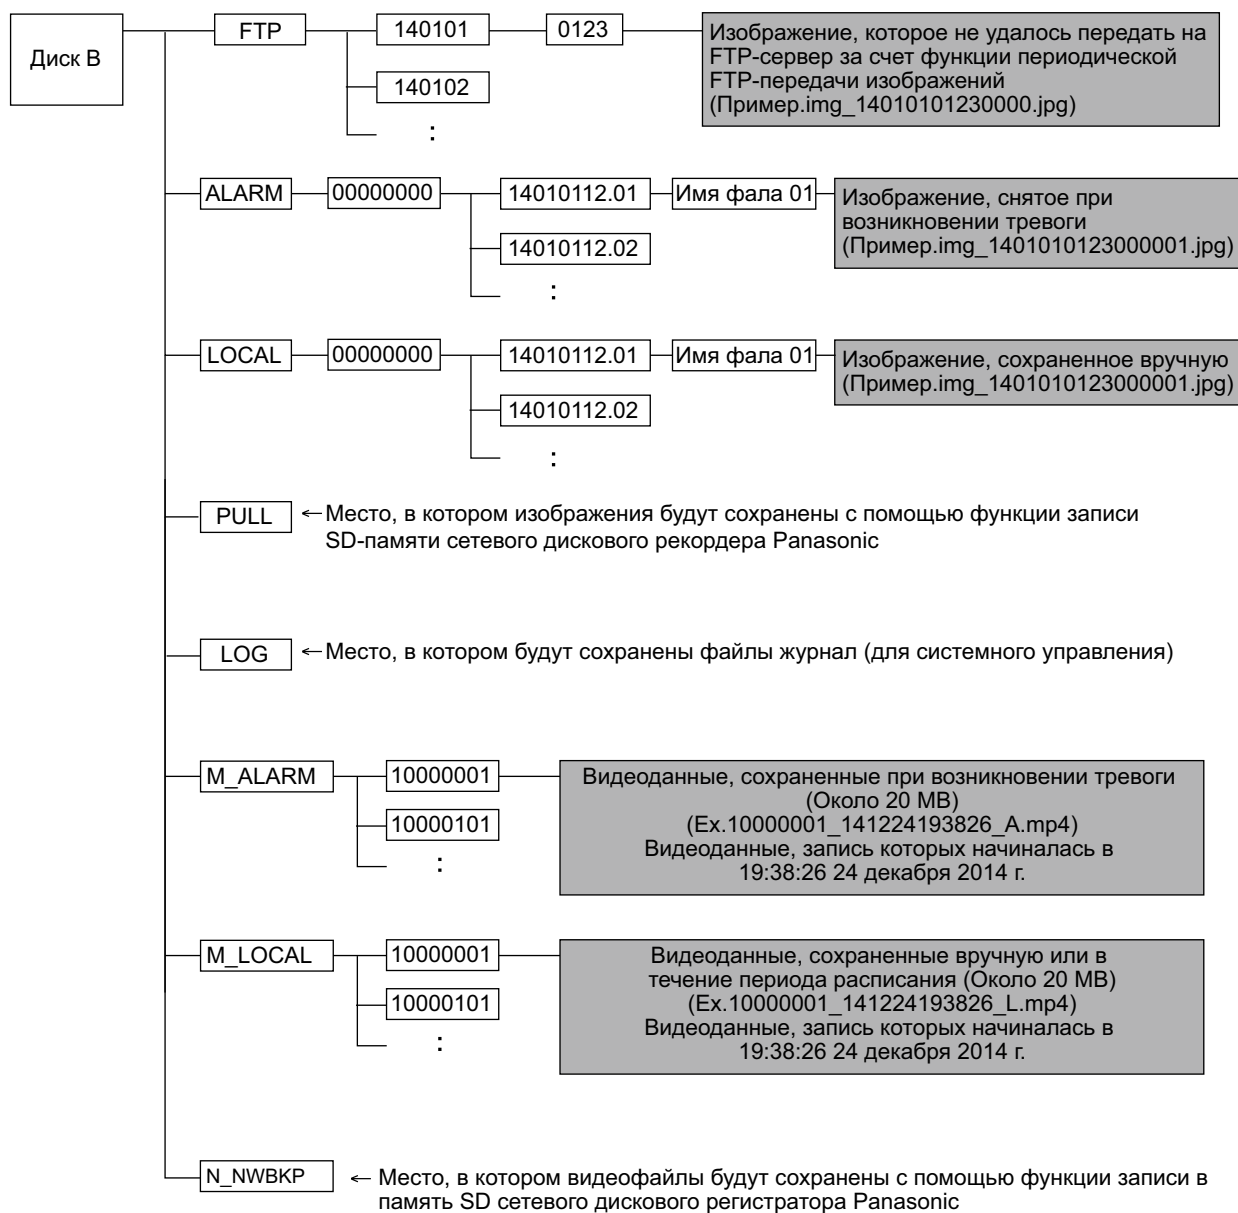 Диск B
FTP
140101
0123
Изображение, которое не удалось передать на
FTP-сервер за счет функции периодической
FTP-передачи изображений
(Пример.img_14010101230000.jpg)
140102
:
ALARM
00000000
14010112.01
Имя фала 01
Изображение, снятое при
возникновении тревоги
(Пример.img_1401010123000001.jpg)
14010112.02
:
LOCAL
00000000
14010112.01
Имя фала 01
Изображение, сохраненное вручную
(Пример.img_1401010123000001.jpg)
14010112.02
:
PULL
← Место, в котором изображения будут сохранены с помощью функции записи
SD-памяти сетевого дискового рекордера Panasonic
LOG
← Место, в котором будут сохранены файлы журнал (для системного управления)
M_ALARM
10000001
Видеоданные, сохраненные при возникновении тревоги
(Около 20 MB)
(Ex.10000001_141224193826_A.mp4)
Видеоданные, запись которых начиналась в
19:38:26 24 декабря 2014 г.
10000101
:
M_LOCAL
10000001
Видеоданные, сохраненные вручную или в
течение периода расписания (Около 20 MB)
(Ex.10000001_141224193826_L.mp4)
Видеоданные, запись которых начиналась в
19:38:26 24 декабря 2014 г.
10000101
:
N_NWBKP
← Место, в котором видеофайлы будут сохранены с помощью функции записи в
память SD сетевого дискового регистратора Panasonic